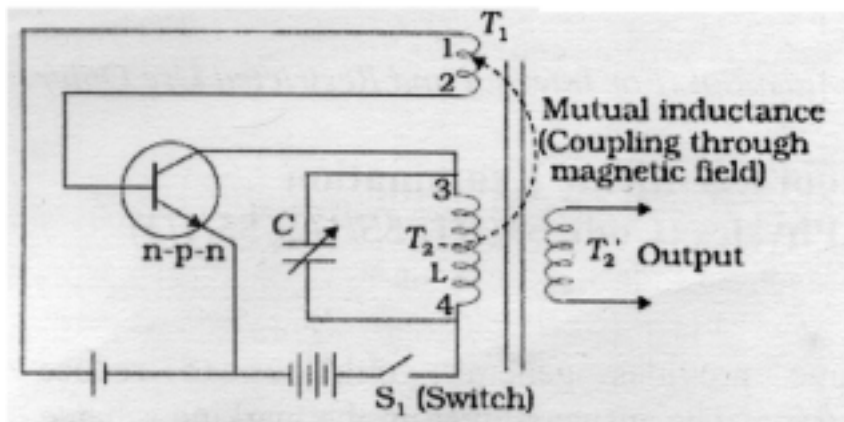 T₁
1
2
Mutual inductance
(Coupling through
magnetic field)
3
C
T₂
n-p-n
L
T₂' Output
4
S₁ (Switch)